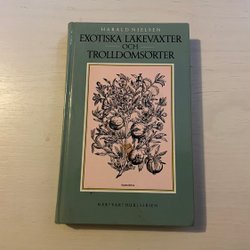 HARALD NIELSEN
EXOTISKA LÄKEVÄXTER
OCH
TROLLDOMSÖRTER